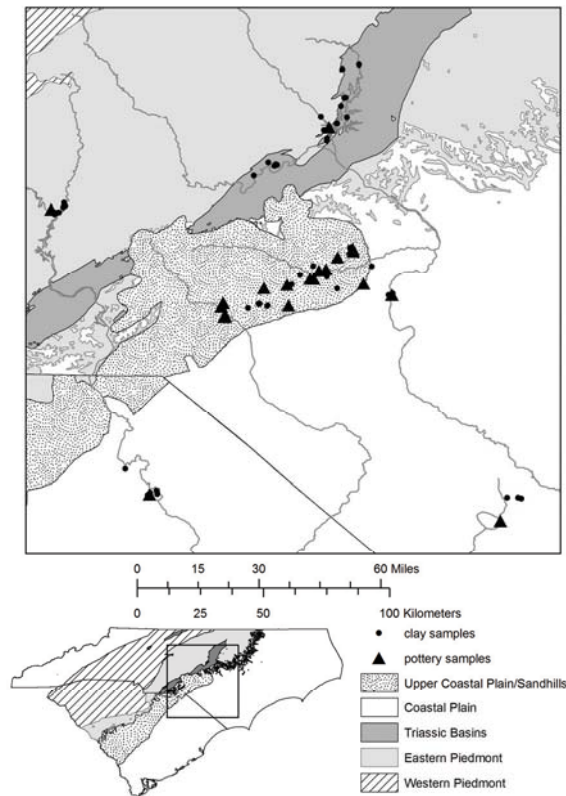 0 15 30 60 Miles
0 25 50 100 Kilometers
clay samples
pottery samples
Upper Coastal Plain/Sandhills
Coastal Plain
Triassic Basins
Eastern Piedmont
Western Piedmont